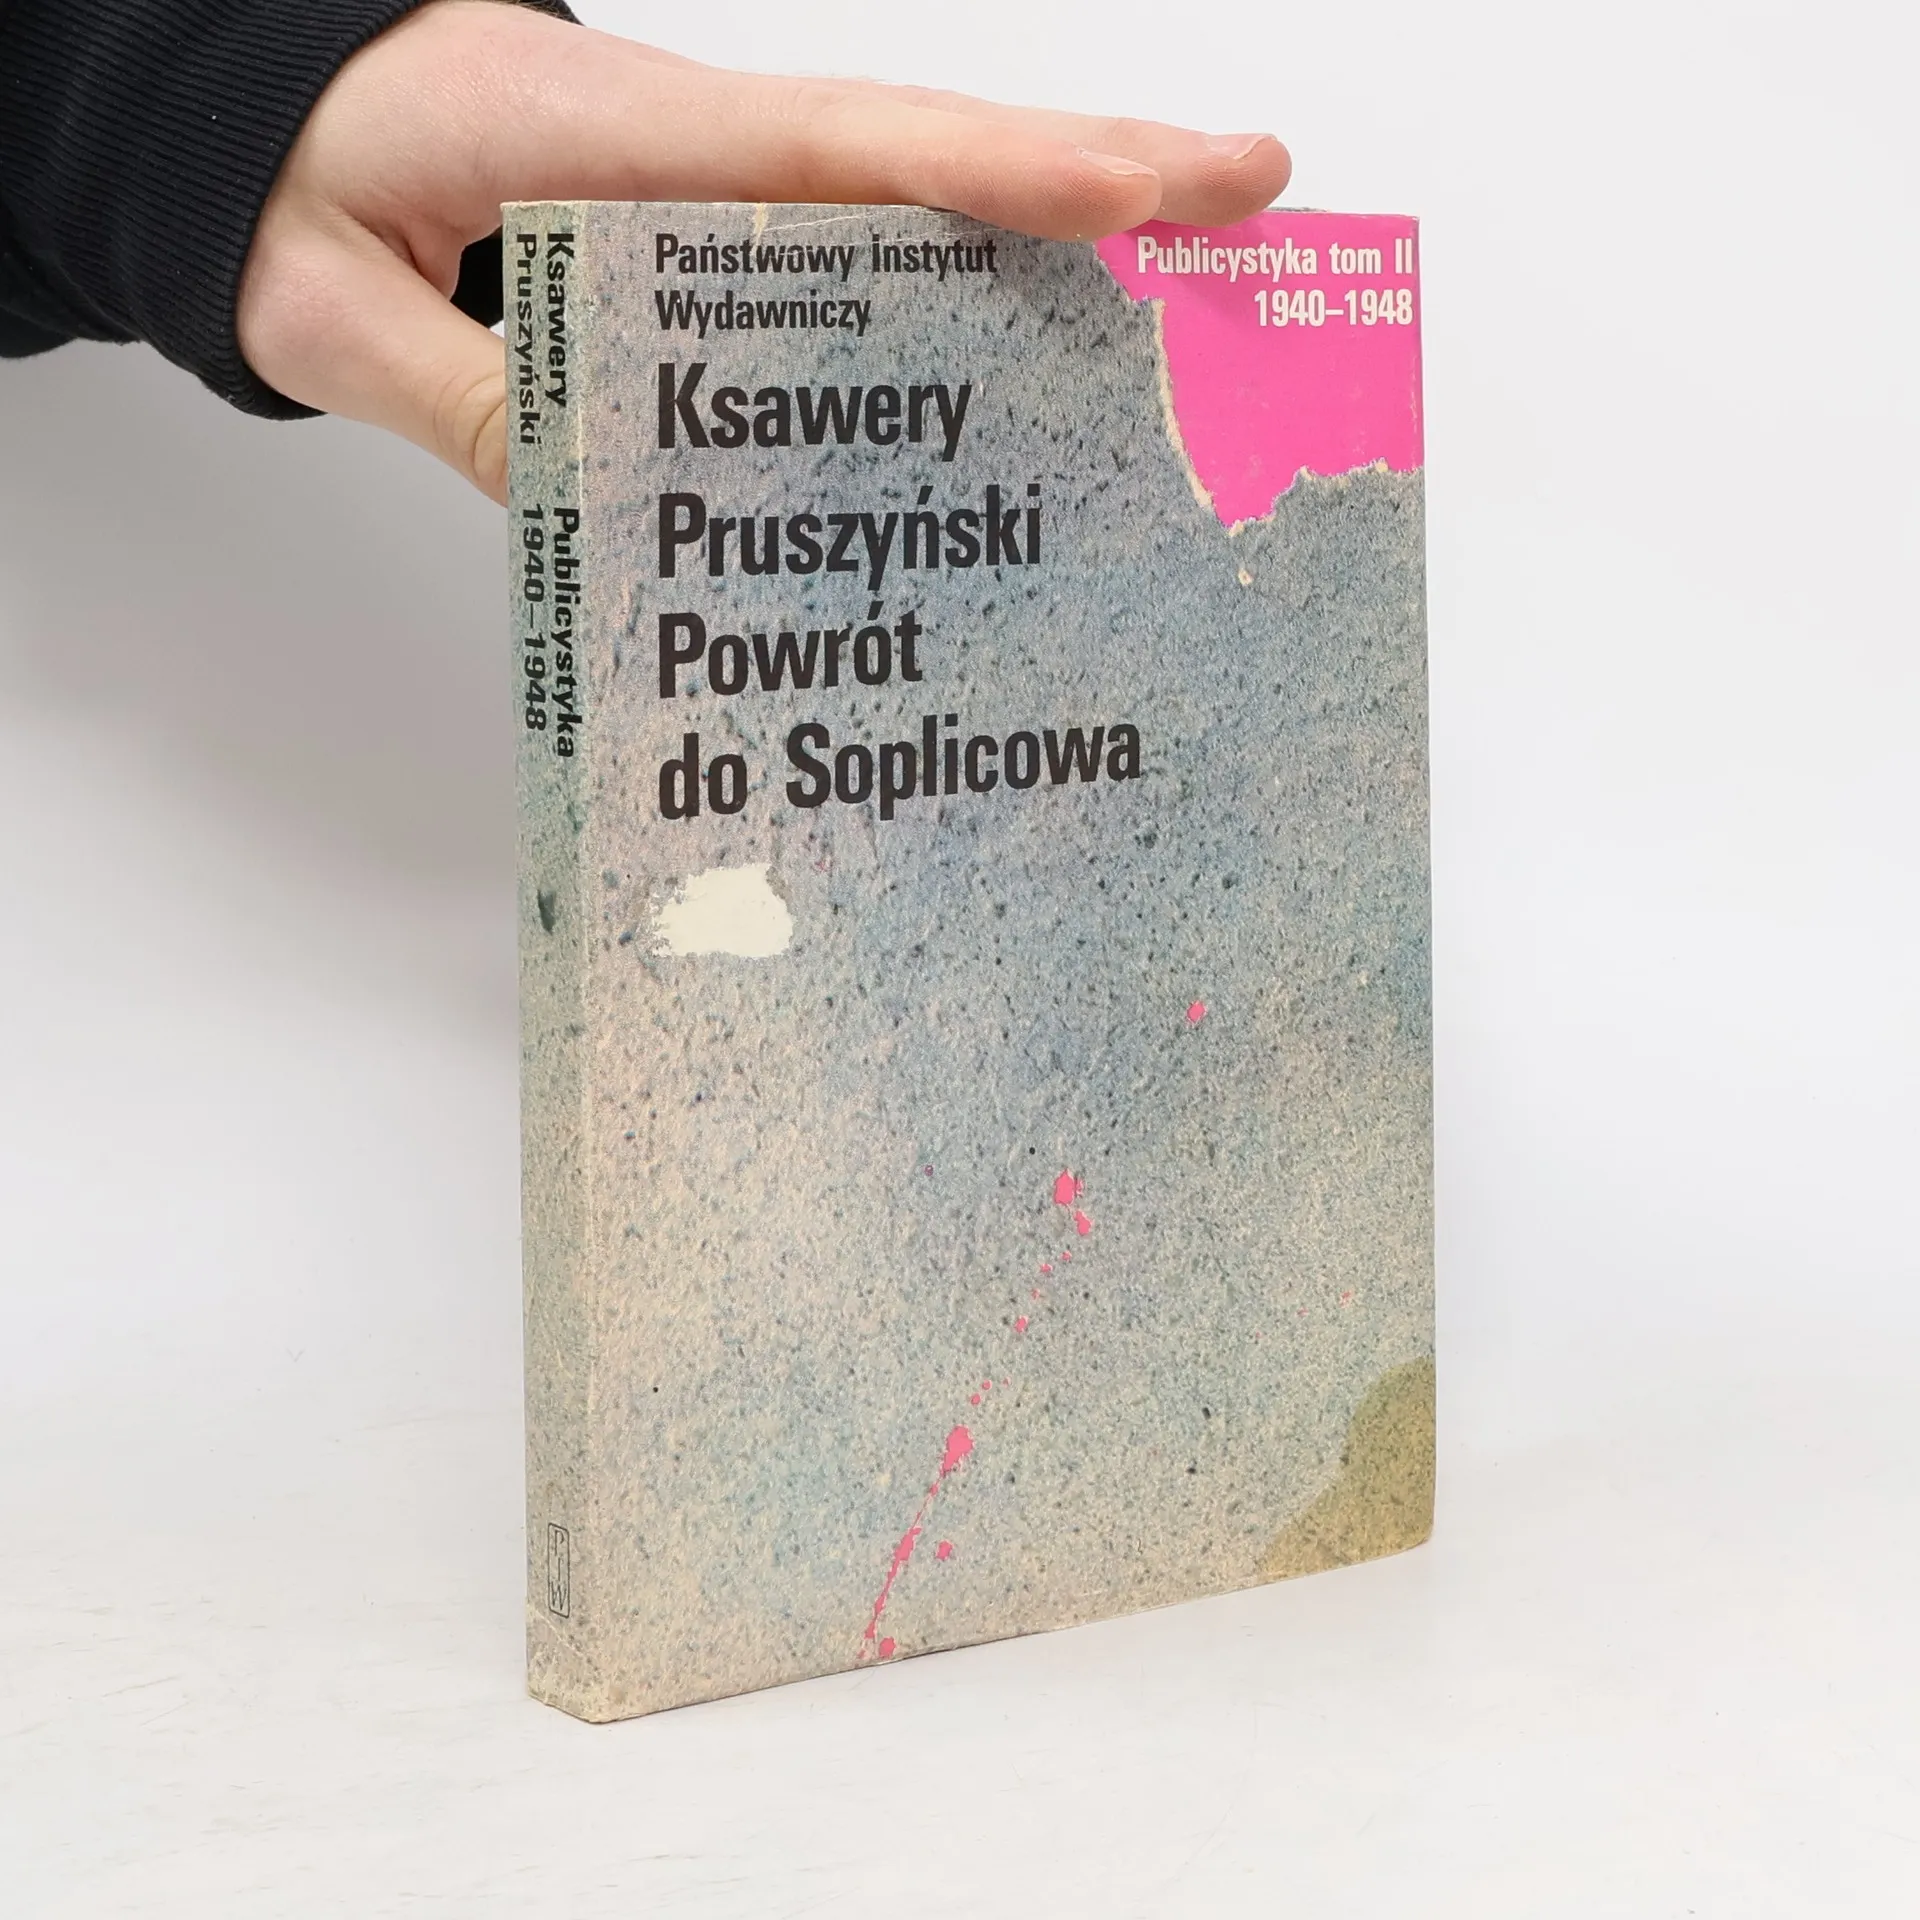 Państwowy Instytut
Wydawniczy
Publicystyka tom II
1940–1948
Ksawery
Pruszyński
Powrót
do Soplicowa
Ksawery Publicystyka
Pruszyński 1940–1948
PIW